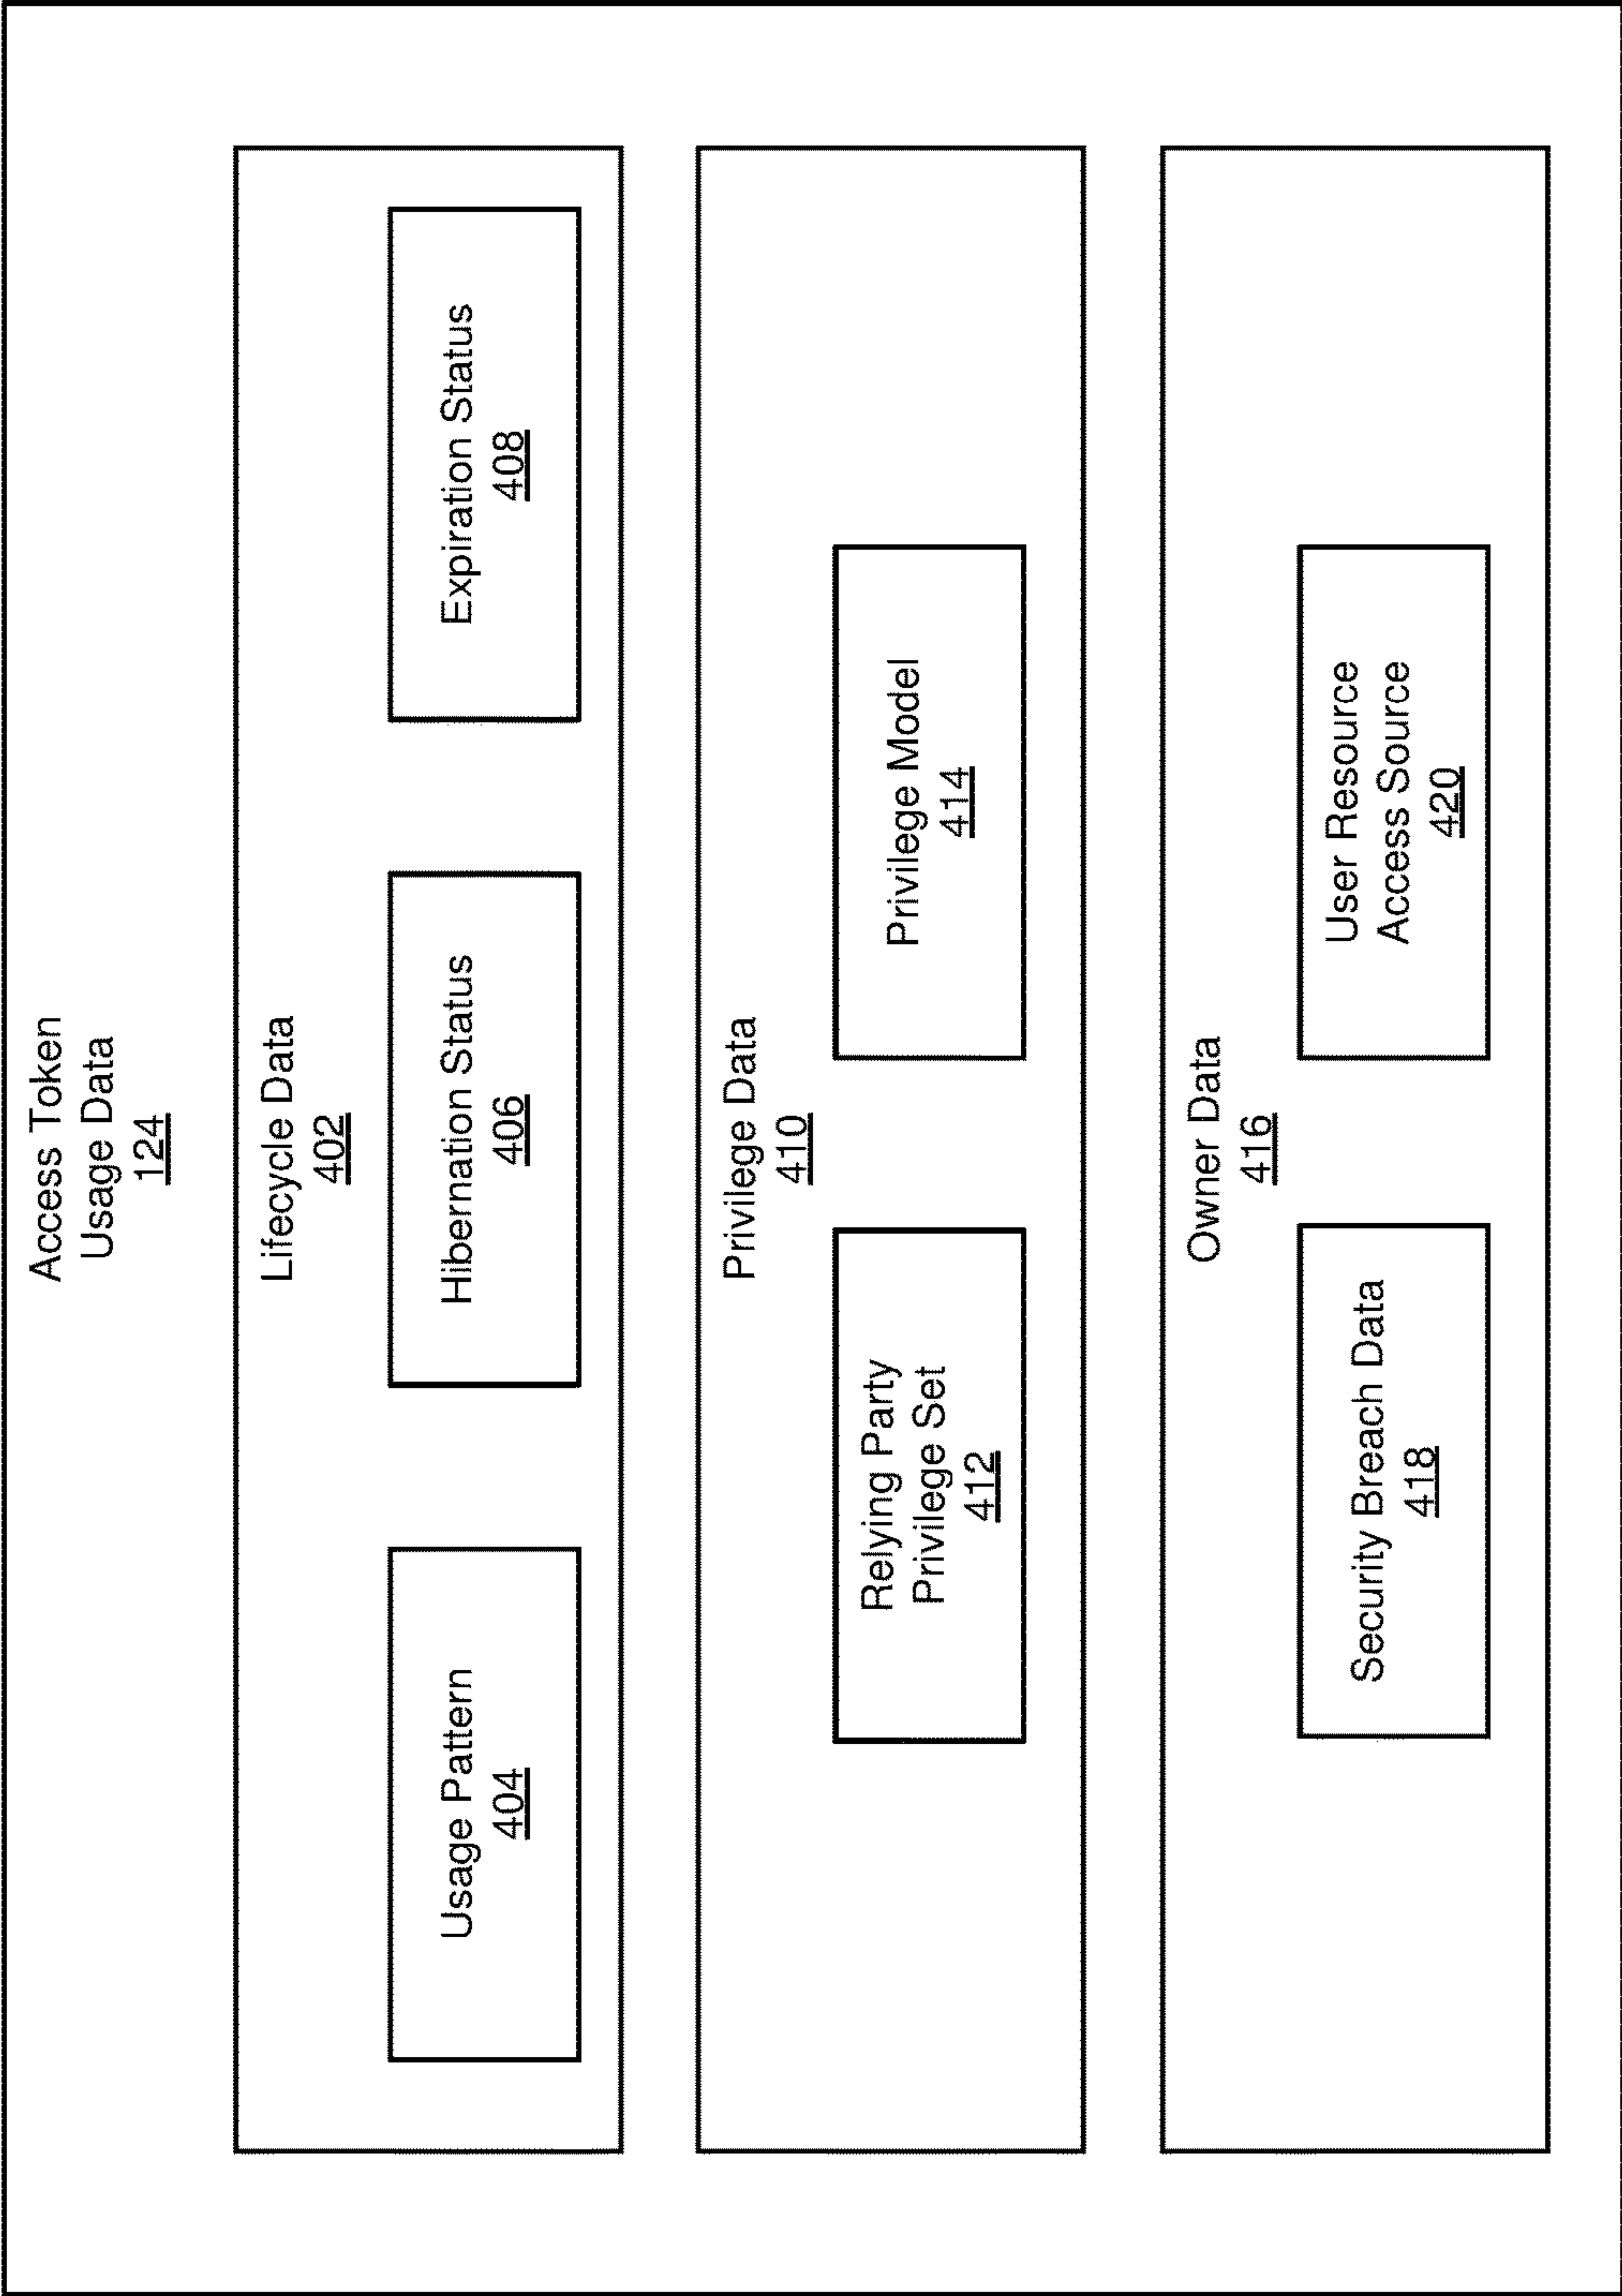 Access Token
Usage Data
124
Lifecycle Data
402
Usage Pattern
404
Hibernation Status
406
Expiration Status
408
Privilege Data
410
Relying Party
Privilege Set
412
Privilege Model
414
Owner Data
416
Security Breach Data
418
User Resource
Access Source
420